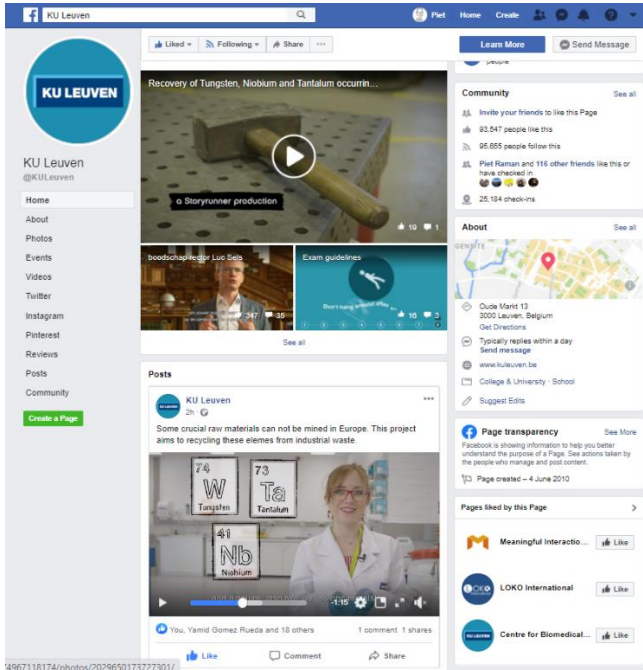 KU Leuven
Piet Home Create
Liked Following Share
Learn More Send Message
KU LEUVEN
KU Leuven
@KULeuven
Home
About
Photos
Events
Videos
Twitter
Instagram
Pinterest
Reviews
Posts
Community
Create a Page
Recovery of Tungsten, Niobium and Tantalum occurrin...
a Storyrunner production
19 1
boodschap rector Luc Sels
347 35
Exam guidelines
Don't hang around after
16 3
See all
Posts
KU Leuven
2h
Some crucial raw materials can not be mined in Europe. This project
aims to recycling these elemes from industrial waste.
74
W
Tungsten
73
Ta
Tantalum
41
Nb
Niobium
-1:15
You, Yamid Gomez Rueda and 18 others 1 comment 1 shares
Like Comment Share
people
Community See all
Invite your friends to like this Page
93,547 people like this
95,655 people follow this
Piet Raman and 116 other friends like this or
have checked in
25,184 check-ins
About See all
Oude Markt 13
3000 Leuven, Belgium
Get Directions
Typically replies within a day
Send message
www.kuleuven.be
College & University · School
Suggest Edits
Page transparency See More
Facebook is showing information to help you better
understand the purpose of a Page. See actions taken by
the people who manage and post content.
Page created – 4 June 2010
Pages liked by this Page
Meaningful Interactio... Like
LOKO
LOKO International Like
KU LEUVEN
Centre for Biomedical... Like
4967118174/photos/2029650173727301/